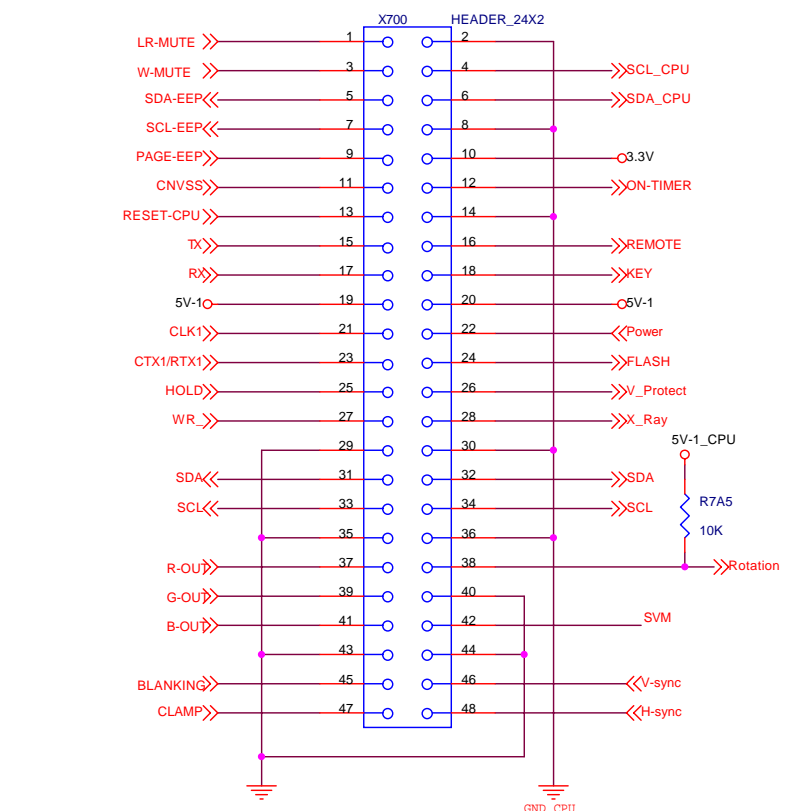 X700 HEADER_24X2
LR-MUTE 1 2
W-MUTE 3 4 SCL_CPU
SDA-EEP 5 6 SDA_CPU
SCL-EEP 7 8
PAGE-EEP 9 10 3.3V
CNVSS 11 12 ON-TIMER
RESET-CPU 13 14
TX 15 16 REMOTE
RX 17 18 KEY
5V-1 19 20 5V-1
CLK1 21 22 Power
CTX1/RTX1 23 24 FLASH
HOLD 25 26 V_Protect
WR_ 27 28 X_Ray
5V-1_CPU
29 30
SDA 31 32 SDA
SCL 33 34 SCL
R7A5
10K
35 36
R-OUT 37 38 Rotation
G-OUT 39 40
B-OUT 41 42 SVM
43 44
BLANKING 45 46 V-sync
CLAMP 47 48 H-sync
GND_CPU